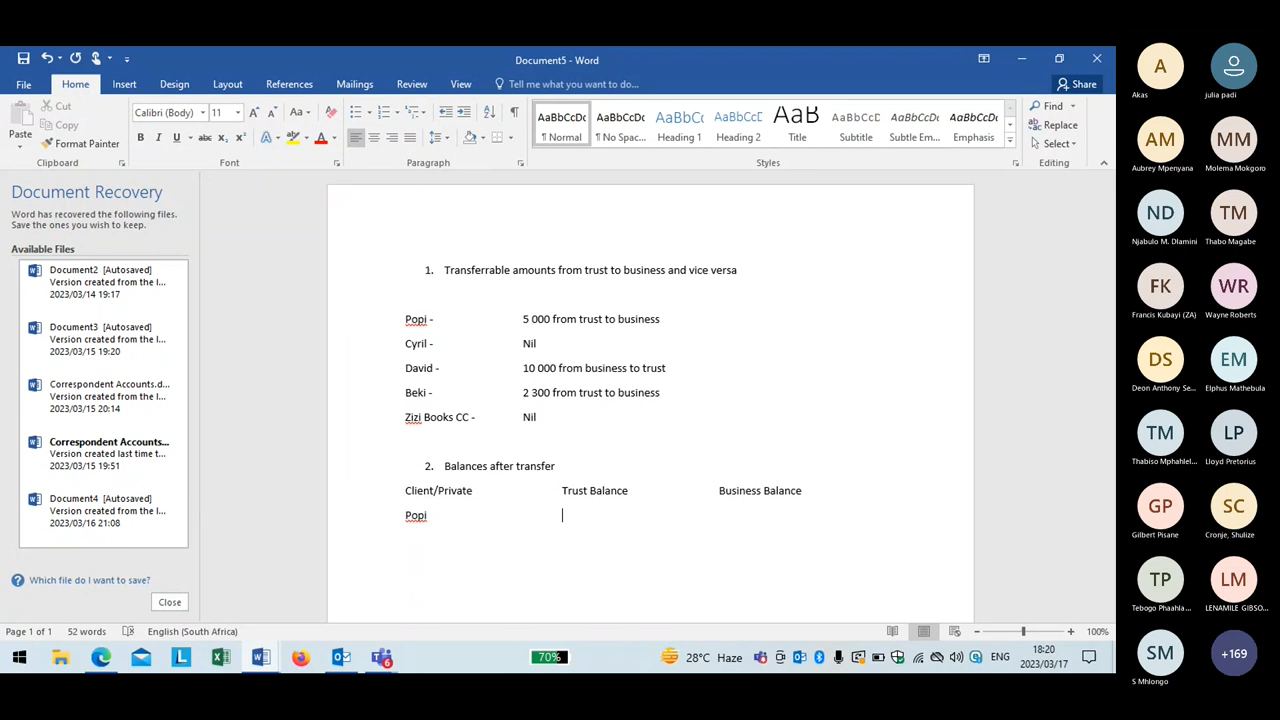 Document5 - Word
File Home Insert Design Layout References Mailings Review View Tell me what you want to do... Share
Paste
Cut
Copy
Format Painter
Clipboard
Calibri (Body) 11
Font
Paragraph
AaBbCcDc AaBbCcDc AaBbCc AaBbCcD AaB AaBbCcD AaBbCcDc AaBbCcDc
¶ Normal ¶ No Spac... Heading 1 Heading 2 Title Subtitle Subtle Em... Emphasis
Styles
Find
Replace
Select
Editing
Document Recovery
Word has recovered the following files.
Save the ones you wish to keep.
Available Files
Document2 [Autosaved]
Version created from the l...
2023/03/14 19:17
Document3 [Autosaved]
Version created from the l...
2023/03/15 19:20
Correspondent Accounts.d...
Version created from the l...
2023/03/15 20:14
Correspondent Accounts...
Version created last time t...
2023/03/15 19:51
Document4 [Autosaved]
Version created from the l...
2023/03/16 21:08
Which file do I want to save?
Close
1. Transferrable amounts from trust to business and vice versa
Popi - 5 000 from trust to business
Cyril - Nil
David - 10 000 from business to trust
Beki - 2 300 from trust to business
Zizi Books CC - Nil
2. Balances after transfer
Client/Private Trust Balance Business Balance
Popi
Page 1 of 1 52 words English (South Africa) 100%
70% 28°C Haze ENG 18:20
2023/03/17
6
A
Akas
julia padi
AM
Aubrey Mpenyana
MM
Molema Mokgoro
ND
Njabulo M. Dlamini
TM
Thabo Magabe
FK
Francis Kubayi (ZA)
WR
Wayne Roberts
DS
Deon Anthony Se...
EM
Elphus Mathebula
TM
Thabiso Mphahlel...
LP
Lloyd Pretorius
GP
Gilbert Pisane
SC
Cronje, Shulize
TP
Tebogo Phaahla...
LM
LENAMILE GIBSO...
SM
S Mhlongo
+169